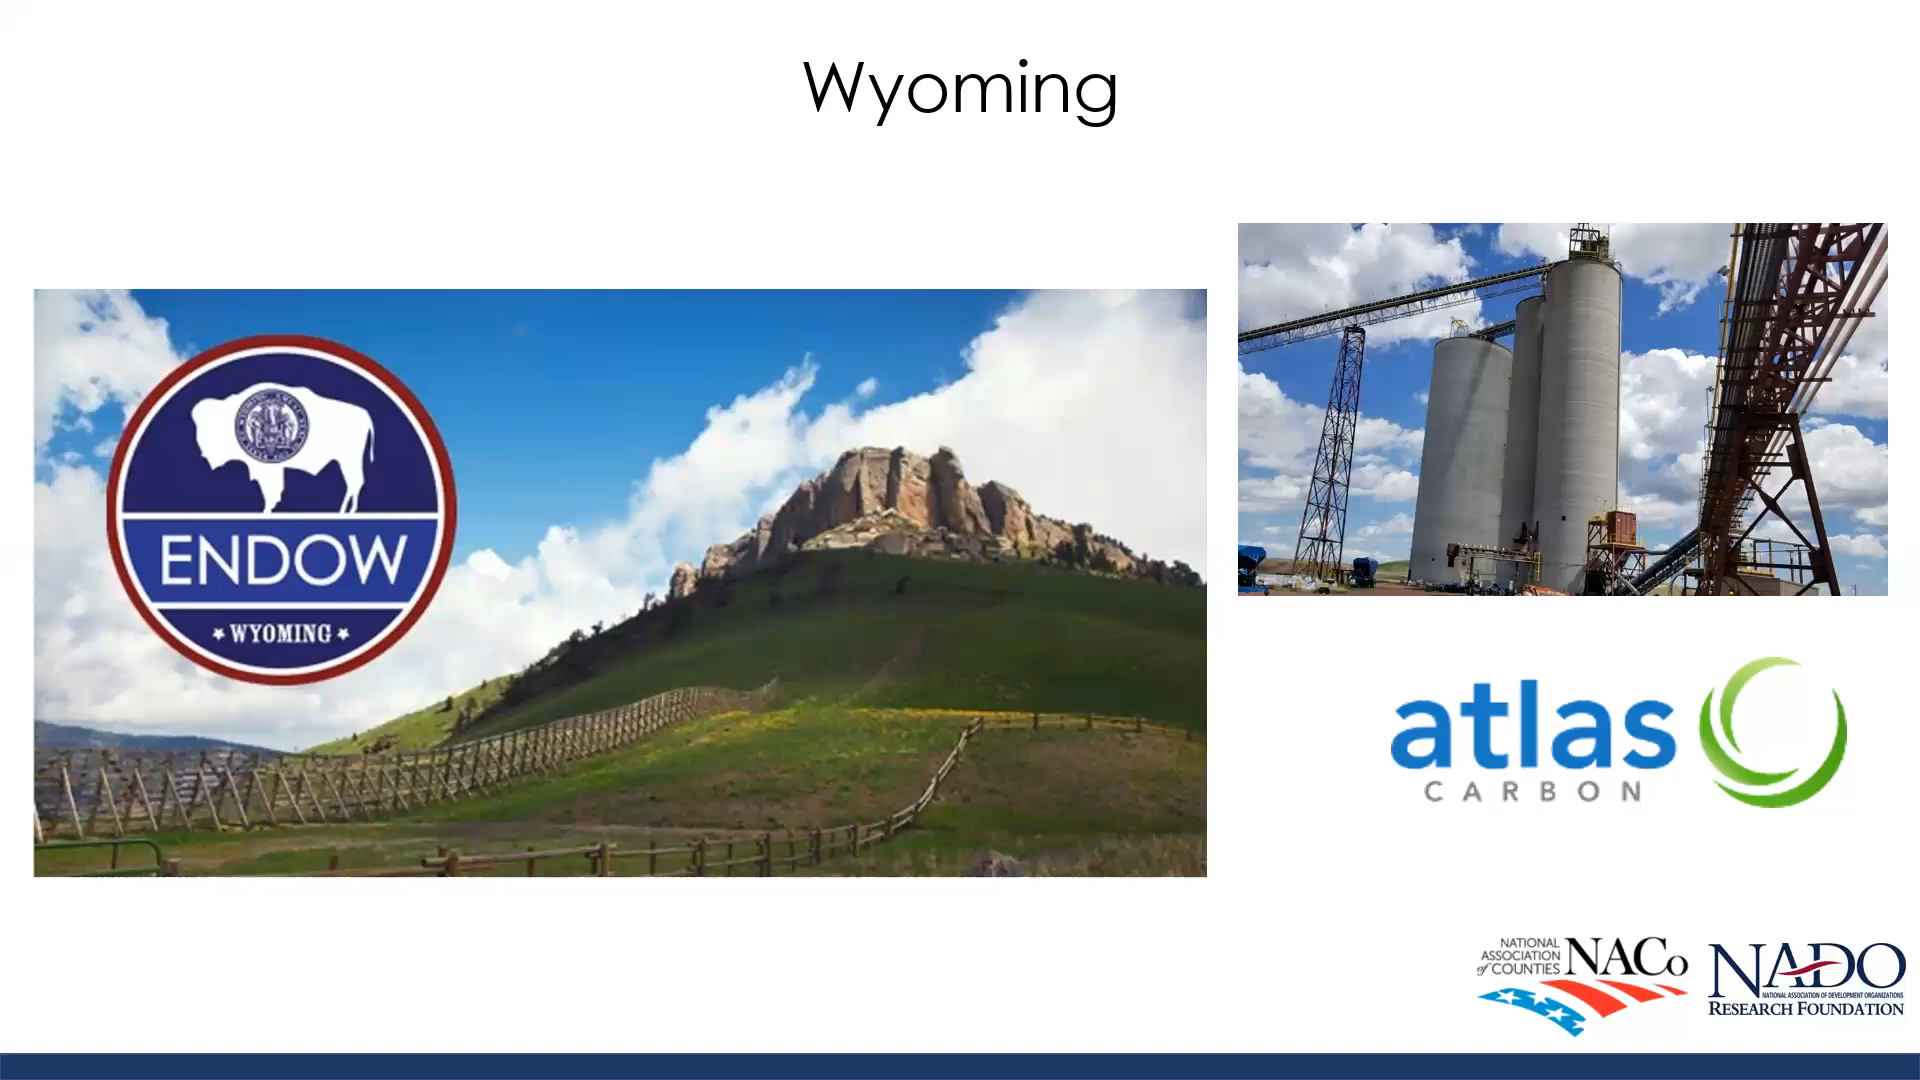 Wyoming
ENDOW
WYOMING
atlas
CARBON
NATIONAL
ASSOCIATION
of COUNTIES
NACo
NADO
NATIONAL ASSOCIATION OF DEVELOPMENT ORGANIZATIONS
RESEARCH FOUNDATION